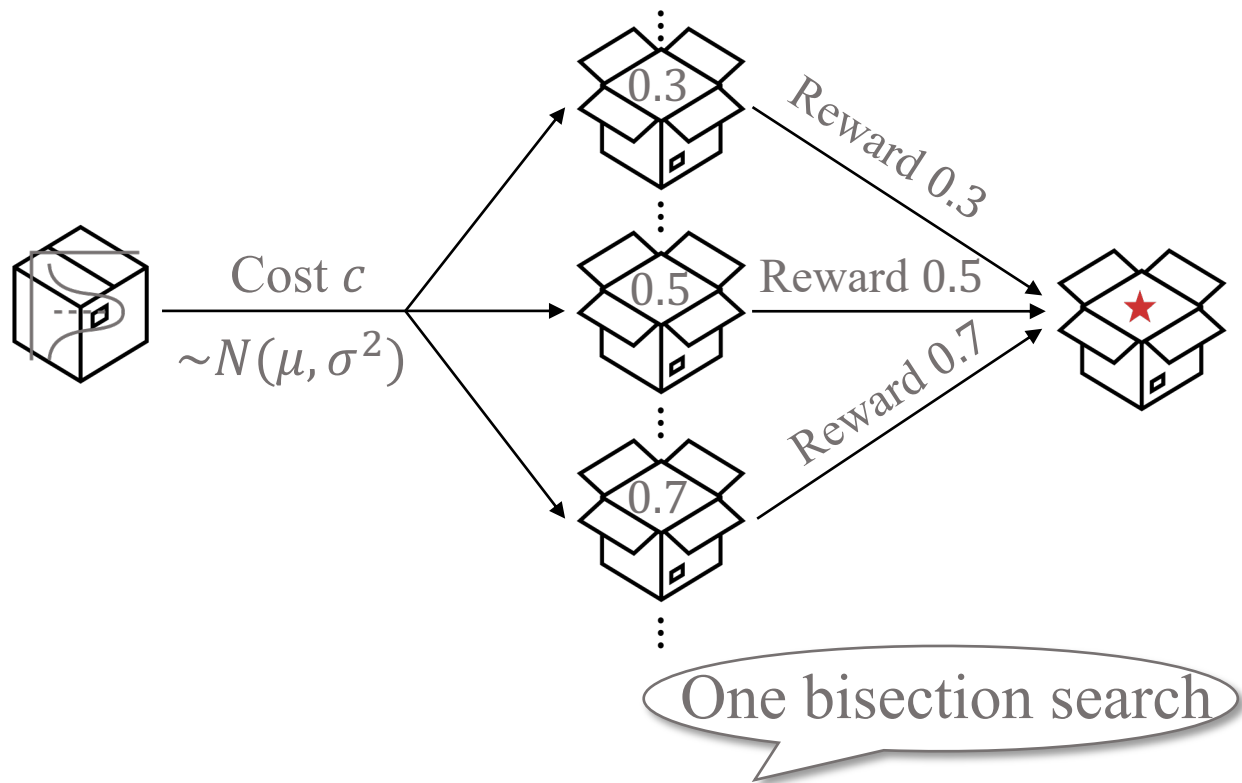 0.3
Reward 0.3
Cost c
~N(μ, σ²)
0.5
Reward 0.5
0.7
Reward 0.7
One bisection search